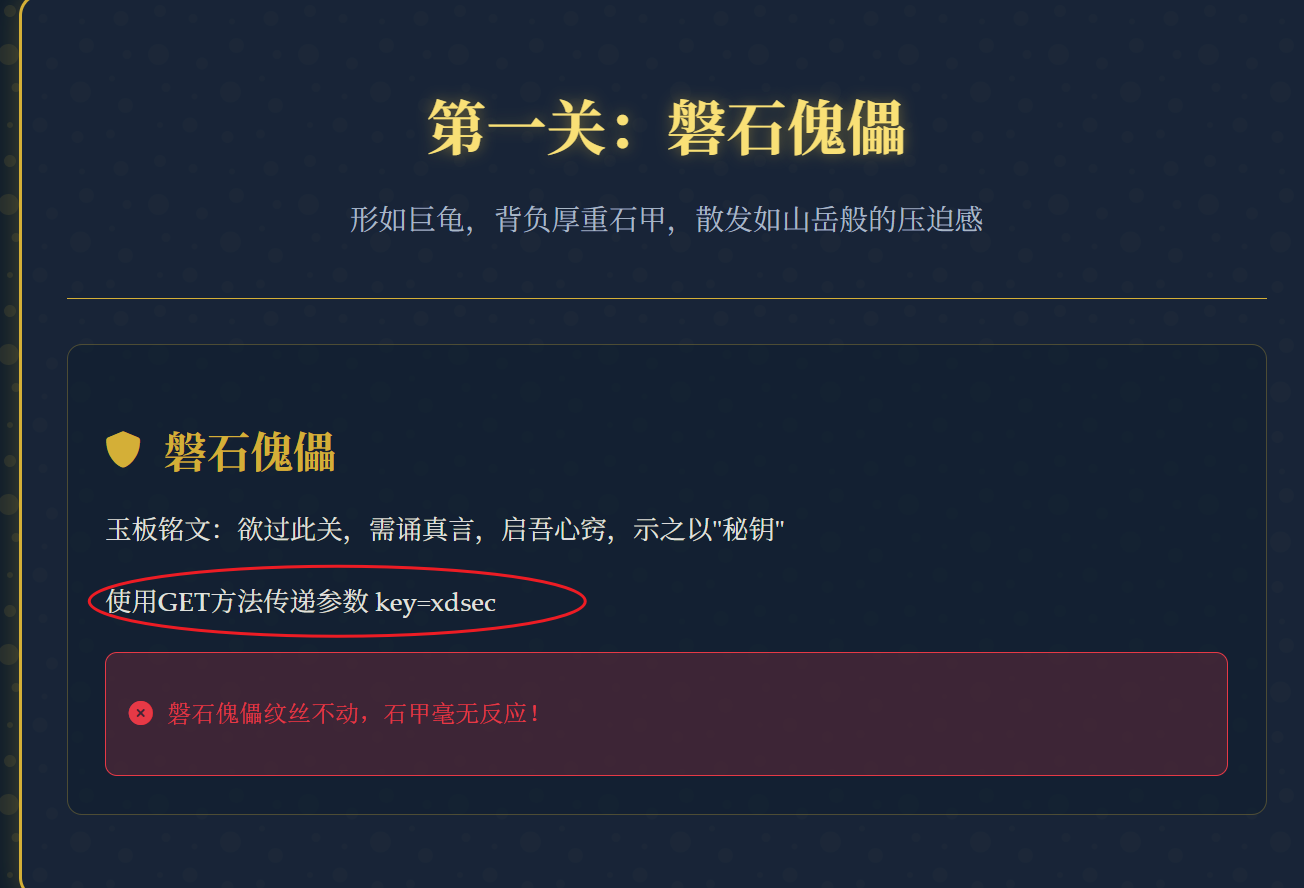 第一关：磐石傀儡
形如巨龟，背负厚重石甲，散发如山岳般的压迫感
磐石傀儡
玉板铭文：欲过此关，需诵真言，启吾心窍，示之以"秘钥"
使用GET方法传递参数 key=xdsec
磐石傀儡纹丝不动，石甲毫无反应！